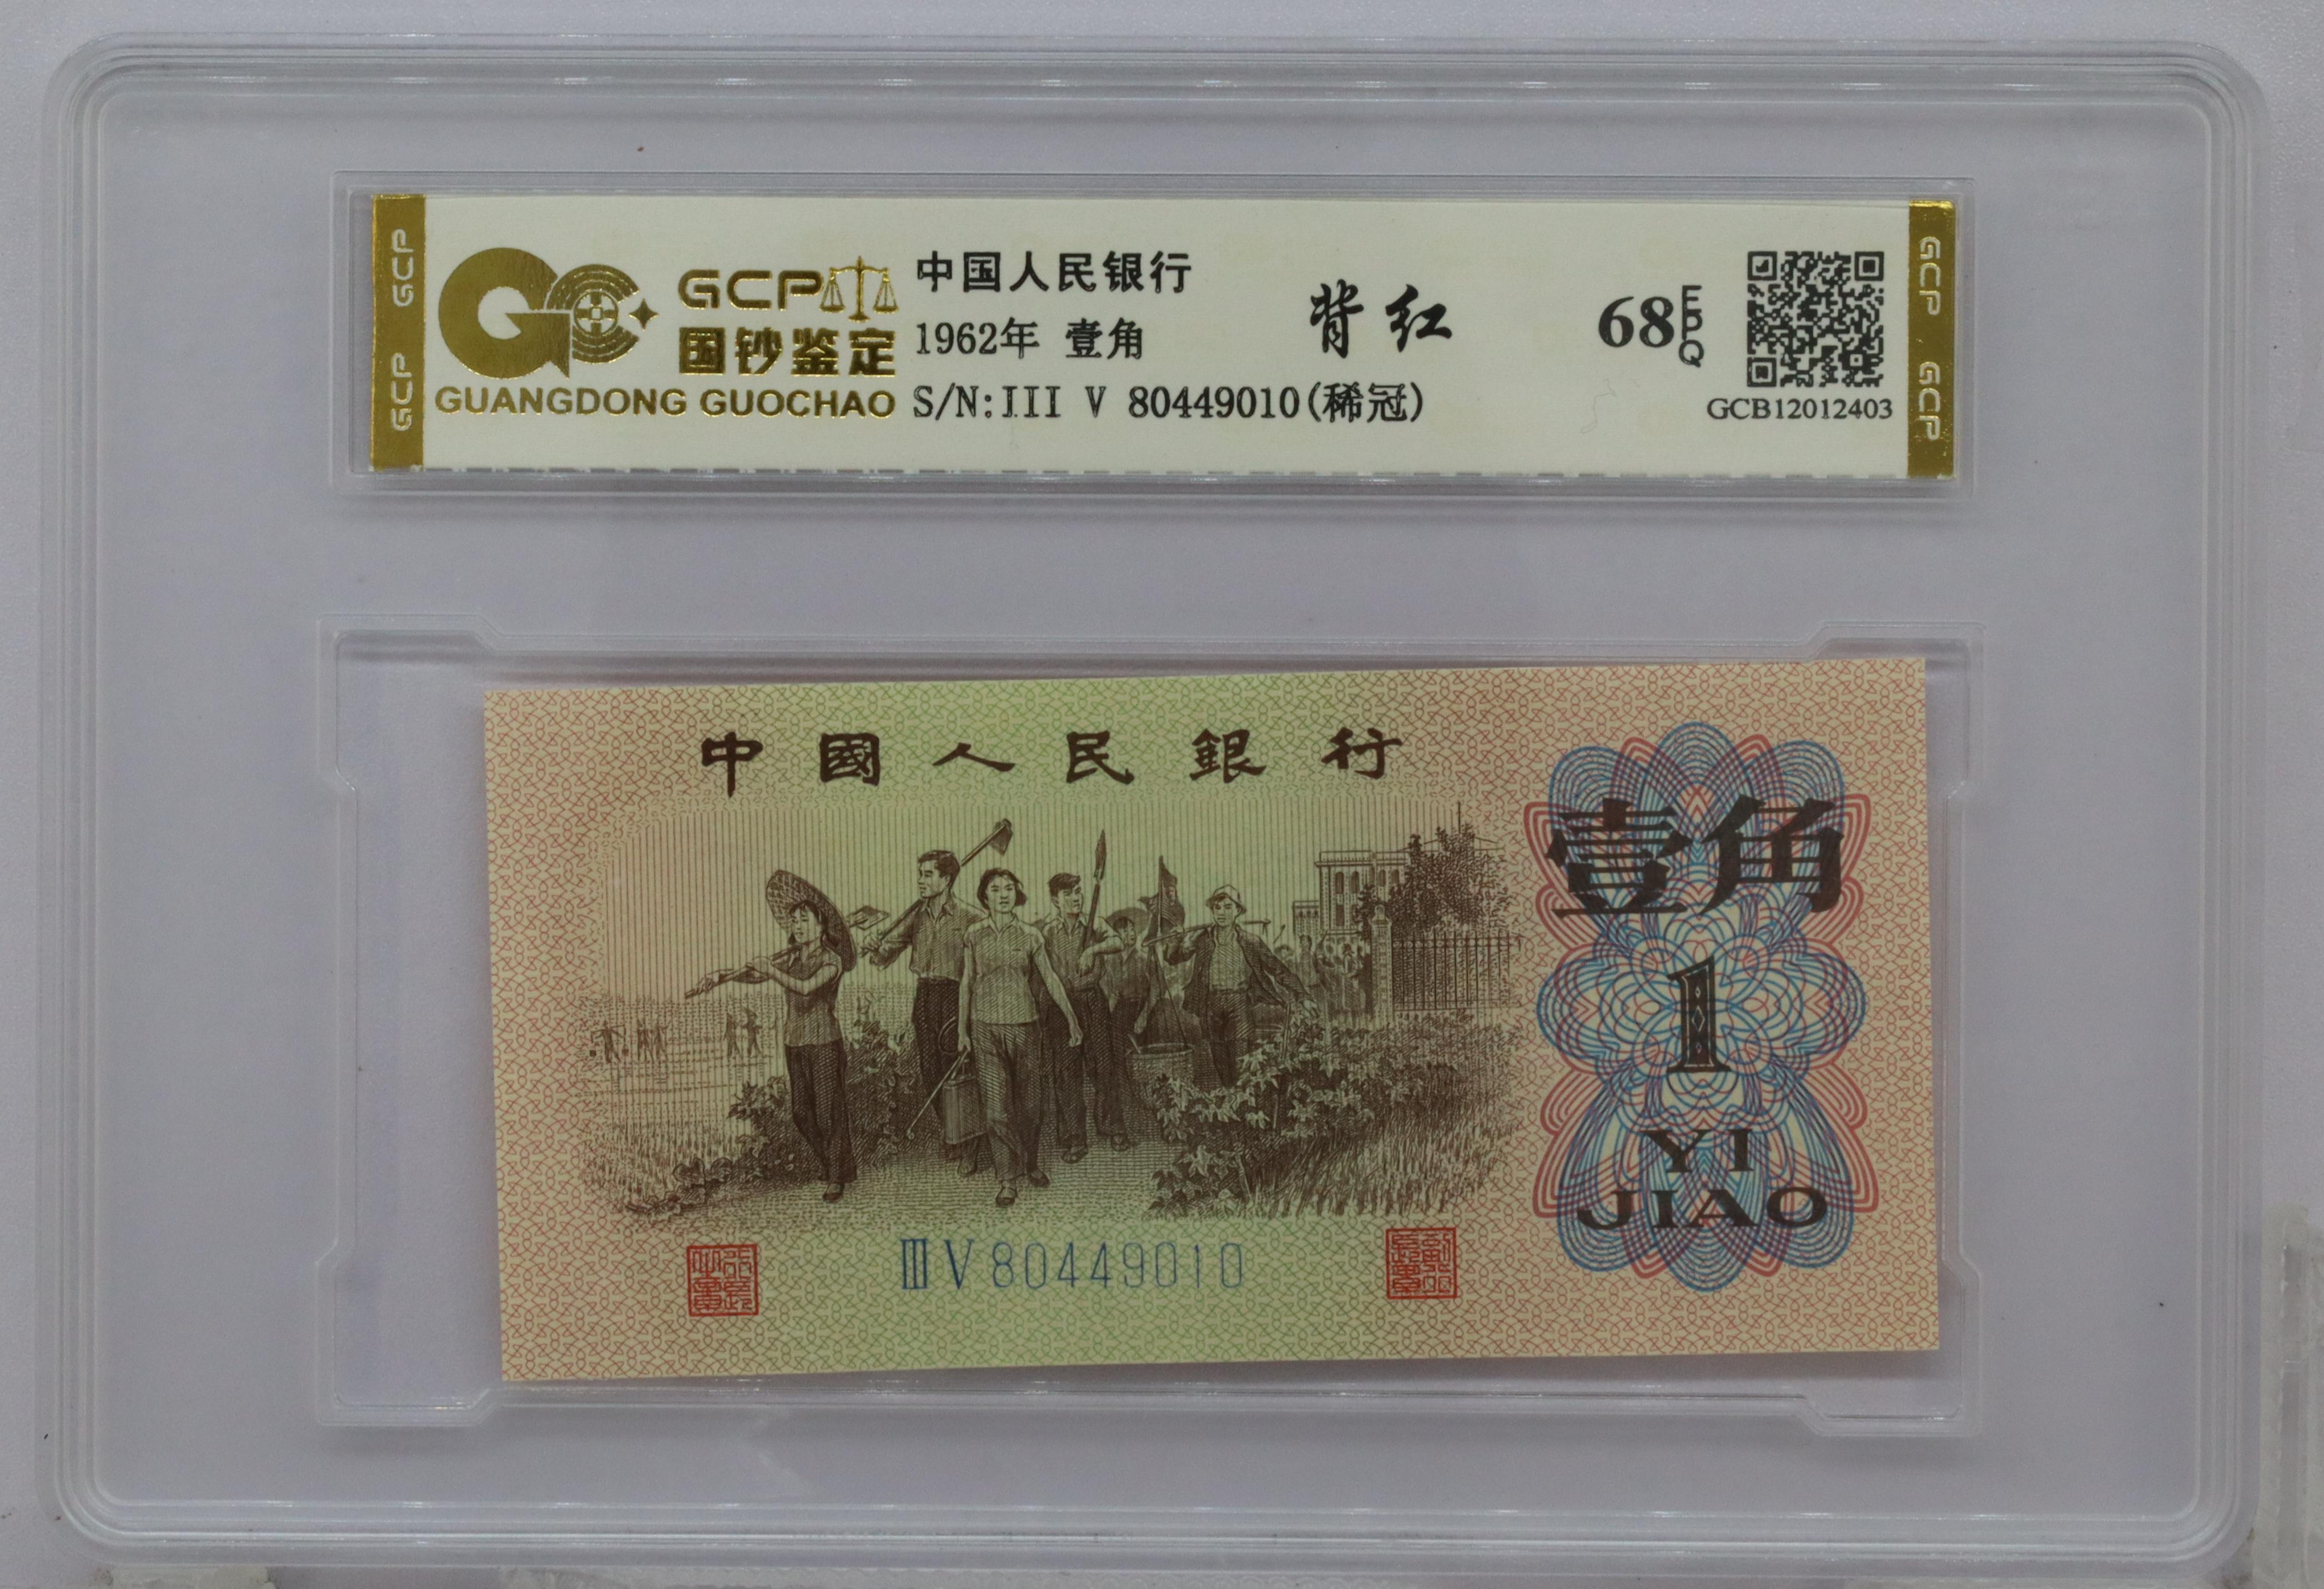 GCP GCP
GCP
国钞鉴定
GUANGDONG GUOCHAO
中国人民银行
1962年 壹角
S/N:III V 80449010(稀冠)
背红
68 EPQ
GCB12012403
GCP GCP
中國人民銀行
壹角
1
YI
JIAO
III V 80449010